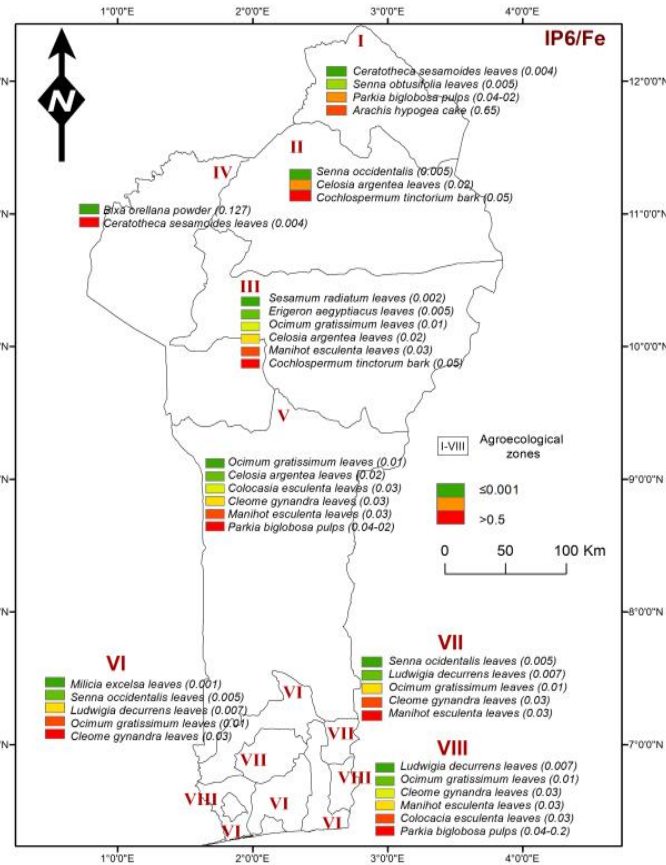 1°0'0"E 2°0'0"E 3°0'0"E 4°0'0"E
IP6/Fe
I
Ceratotheca sesamoides leaves (0.004)
Senna obtusifolia leaves (0.005)
Parkia biglobosa pulps (0.04-02)
Arachis hypogea cake (0.65)
N
12°0'0"N
II
Senna occidentalis (0.005)
Celosia argentea leaves (0.02)
Cochlospermum tinctorum bark (0.05)
IV
Bixa orellana powder (0.127)
Ceratotheca sesamoides leaves (0.004)
11°0'0"N
III
Sesamum radiatum leaves (0.002)
Erigeron aegyptiacus leaves (0.005)
Ocimum gratissimum leaves (0.01)
Celosia argentea leaves (0.02)
Manihot esculenta leaves (0.03)
Cochlospermum tinctorum bark (0.05)
10°0'0"N
V
Ocimum gratissimum leaves (0.01)
Celosia argentea leaves (0.02)
Colocasia esculenta leaves (0.03)
Cleome gynandra leaves (0.03)
Manihot esculenta leaves (0.03)
Parkia biglobosa pulps (0.04-02)
I-VIII Agroecological
zones
≤0.001
>0.5
0 50 100 Km
9°0'0"N
8°0'0"N
VI
Milicia excelsa leaves (0.001)
Senna occidentalis leaves (0.005)
Ludwigia decurrens leaves (0.007)
Ocimum gratissimum leaves (0.01)
Cleome gynandra leaves (0.03)
VII
Senna ocidentalis leaves (0.005)
Ludwigia decurrens leaves (0.007)
Ocimum gratissimum leaves (0.01)
Cleome gynandra leaves (0.03)
Manihot esculenta leaves (0.03)
VI
VII
VII
7°0'0"N
VIII
Ludwigia decurrens leaves (0.007)
Ocimum gratissimum leaves (0.01)
Cleome gynandra leaves (0.03)
Manihot esculenta leaves (0.03)
Colocasia esculenta leaves (0.03)
Parkia biglobosa pulps (0.04-0.2)
VIII
VIII
VI
VI
VI
1°0'0"E 2°0'0"E 3°0'0"E 4°0'0"E